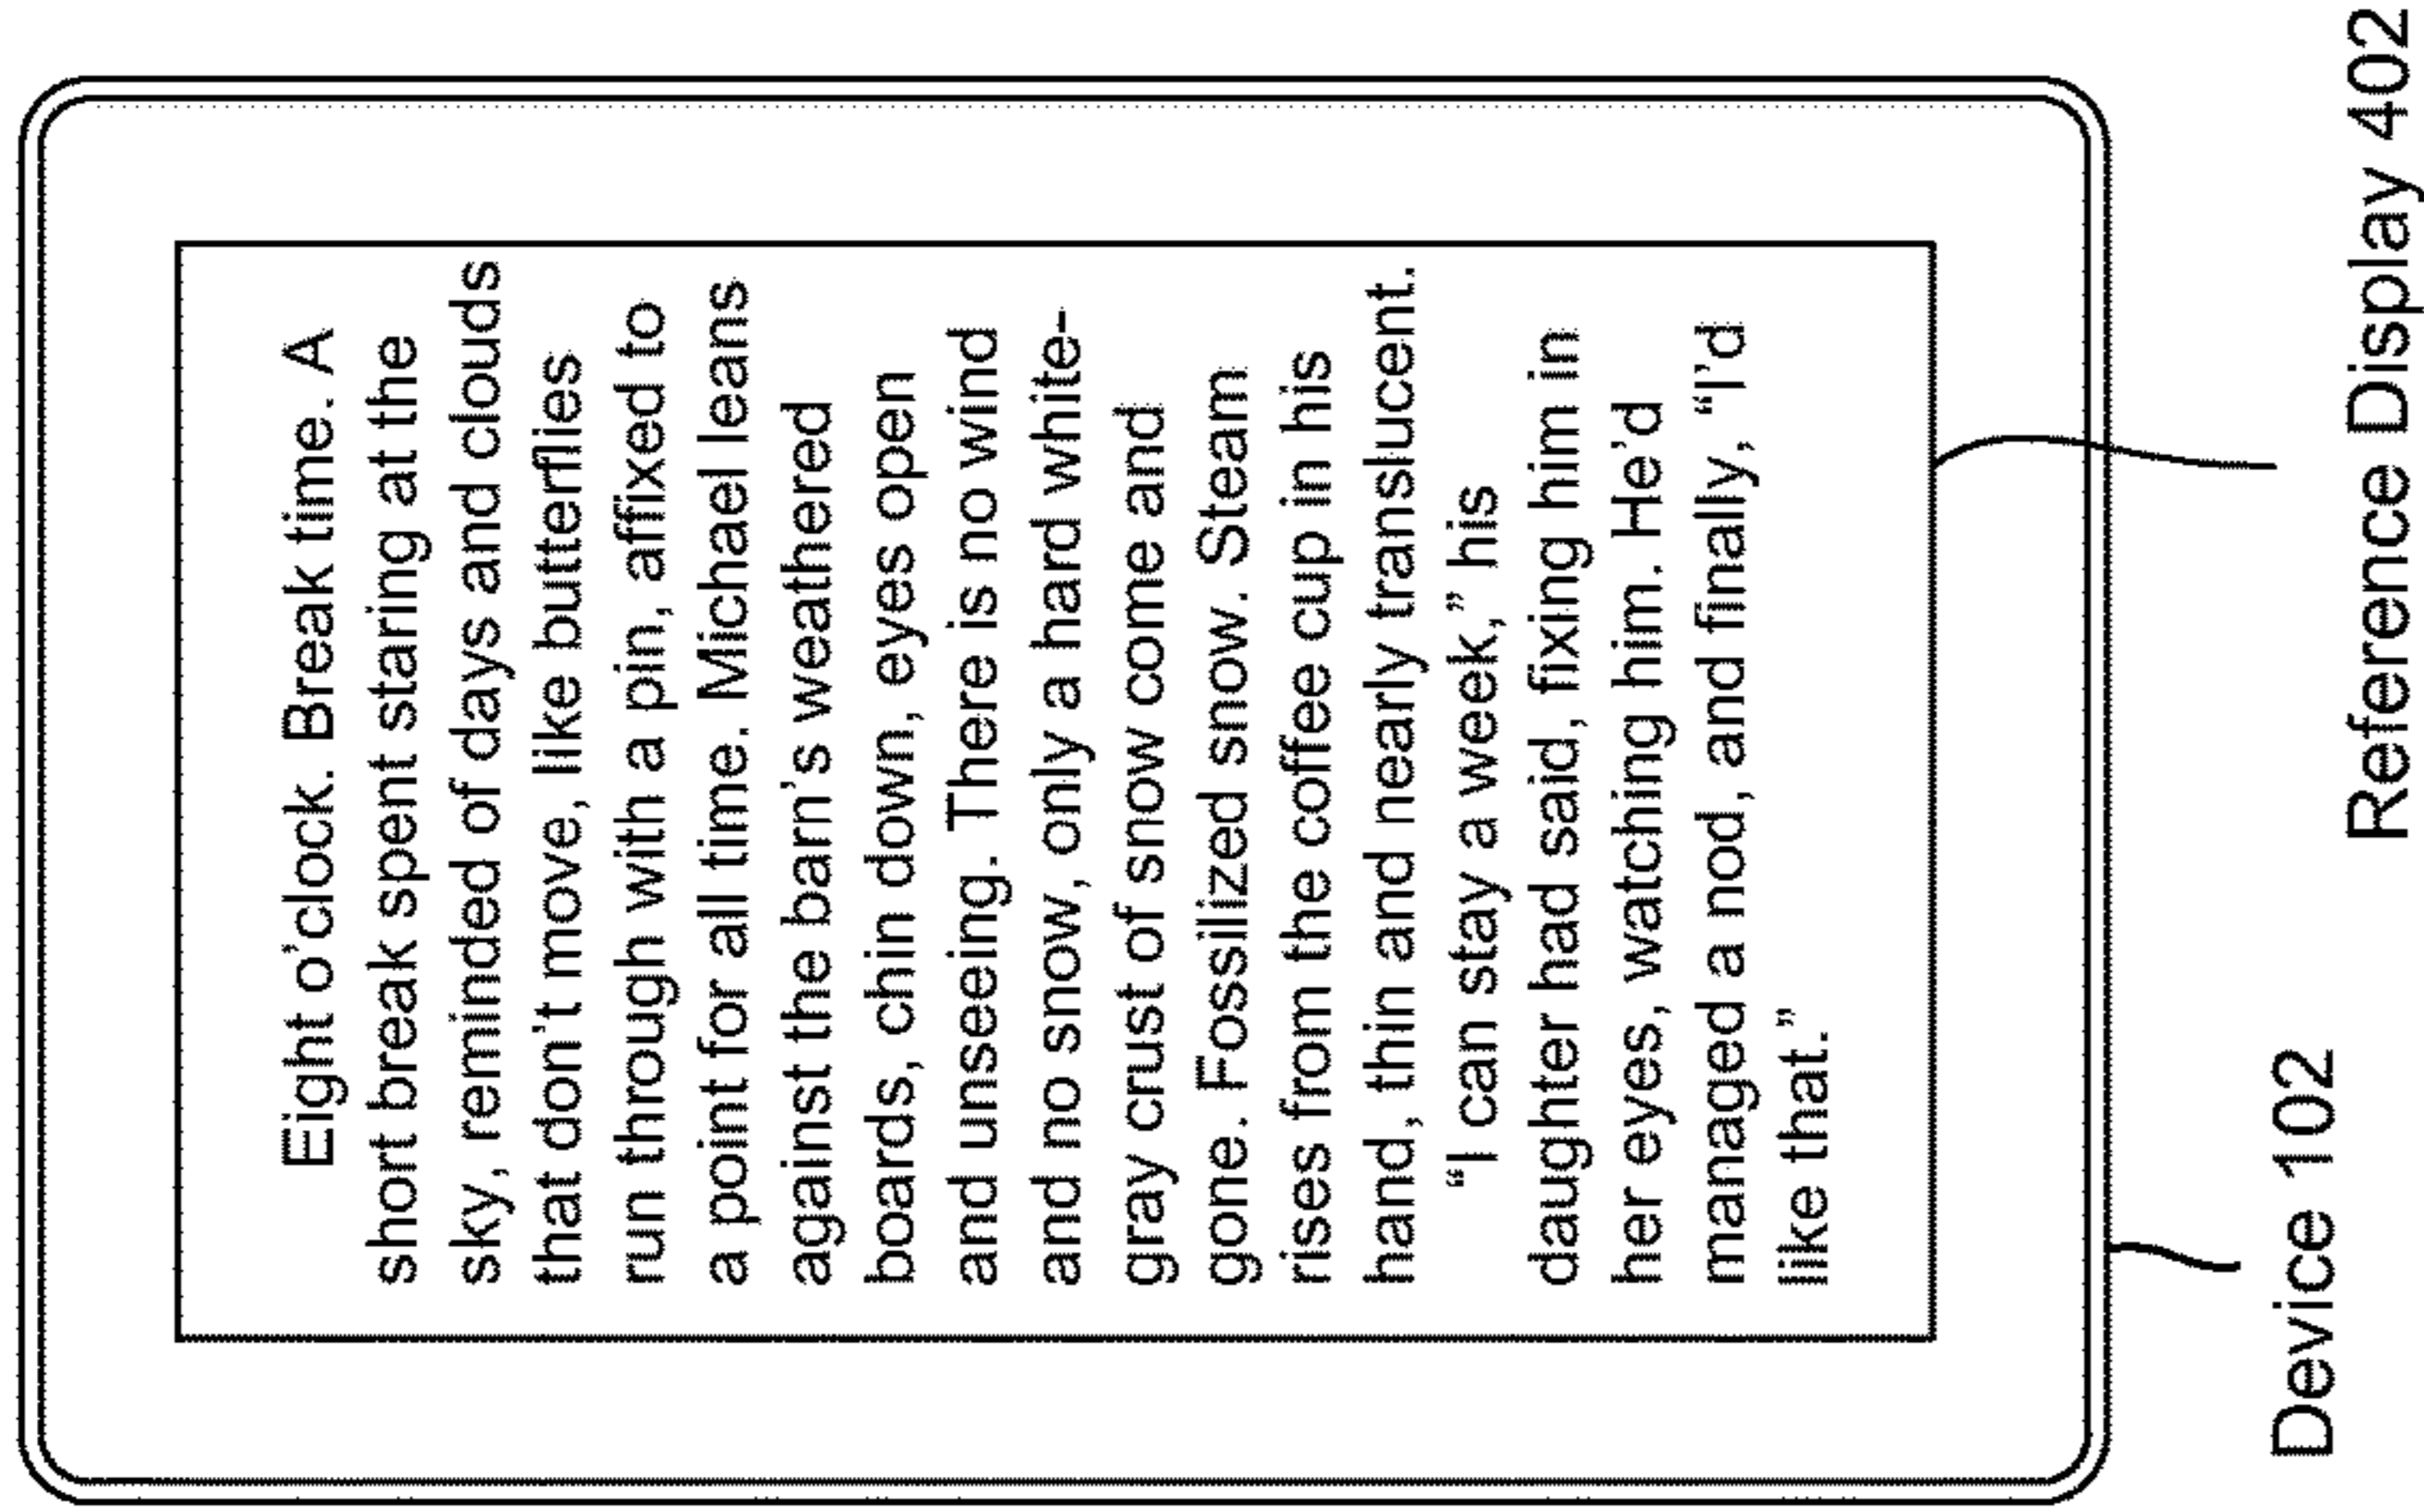 Eight o'clock. Break time. A
short break spent staring at the
sky, reminded of days and clouds
that don't move, like butterflies
run through with a pin, affixed to
a point for all time. Michael leans
against the barn's weathered
boards, chin down, eyes open
and unseeing. There is no wind
and no snow, only a hard white-
gray crust of snow come and
gone. Fossilized snow. Steam
rises from the coffee cup in his
hand, thin and nearly translucent.
“I can stay a week,” his
daughter had said, fixing him in
her eyes, watching him. He'd
managed a nod, and finally, “I'd
like that.”
Device 102
Reference Display 402